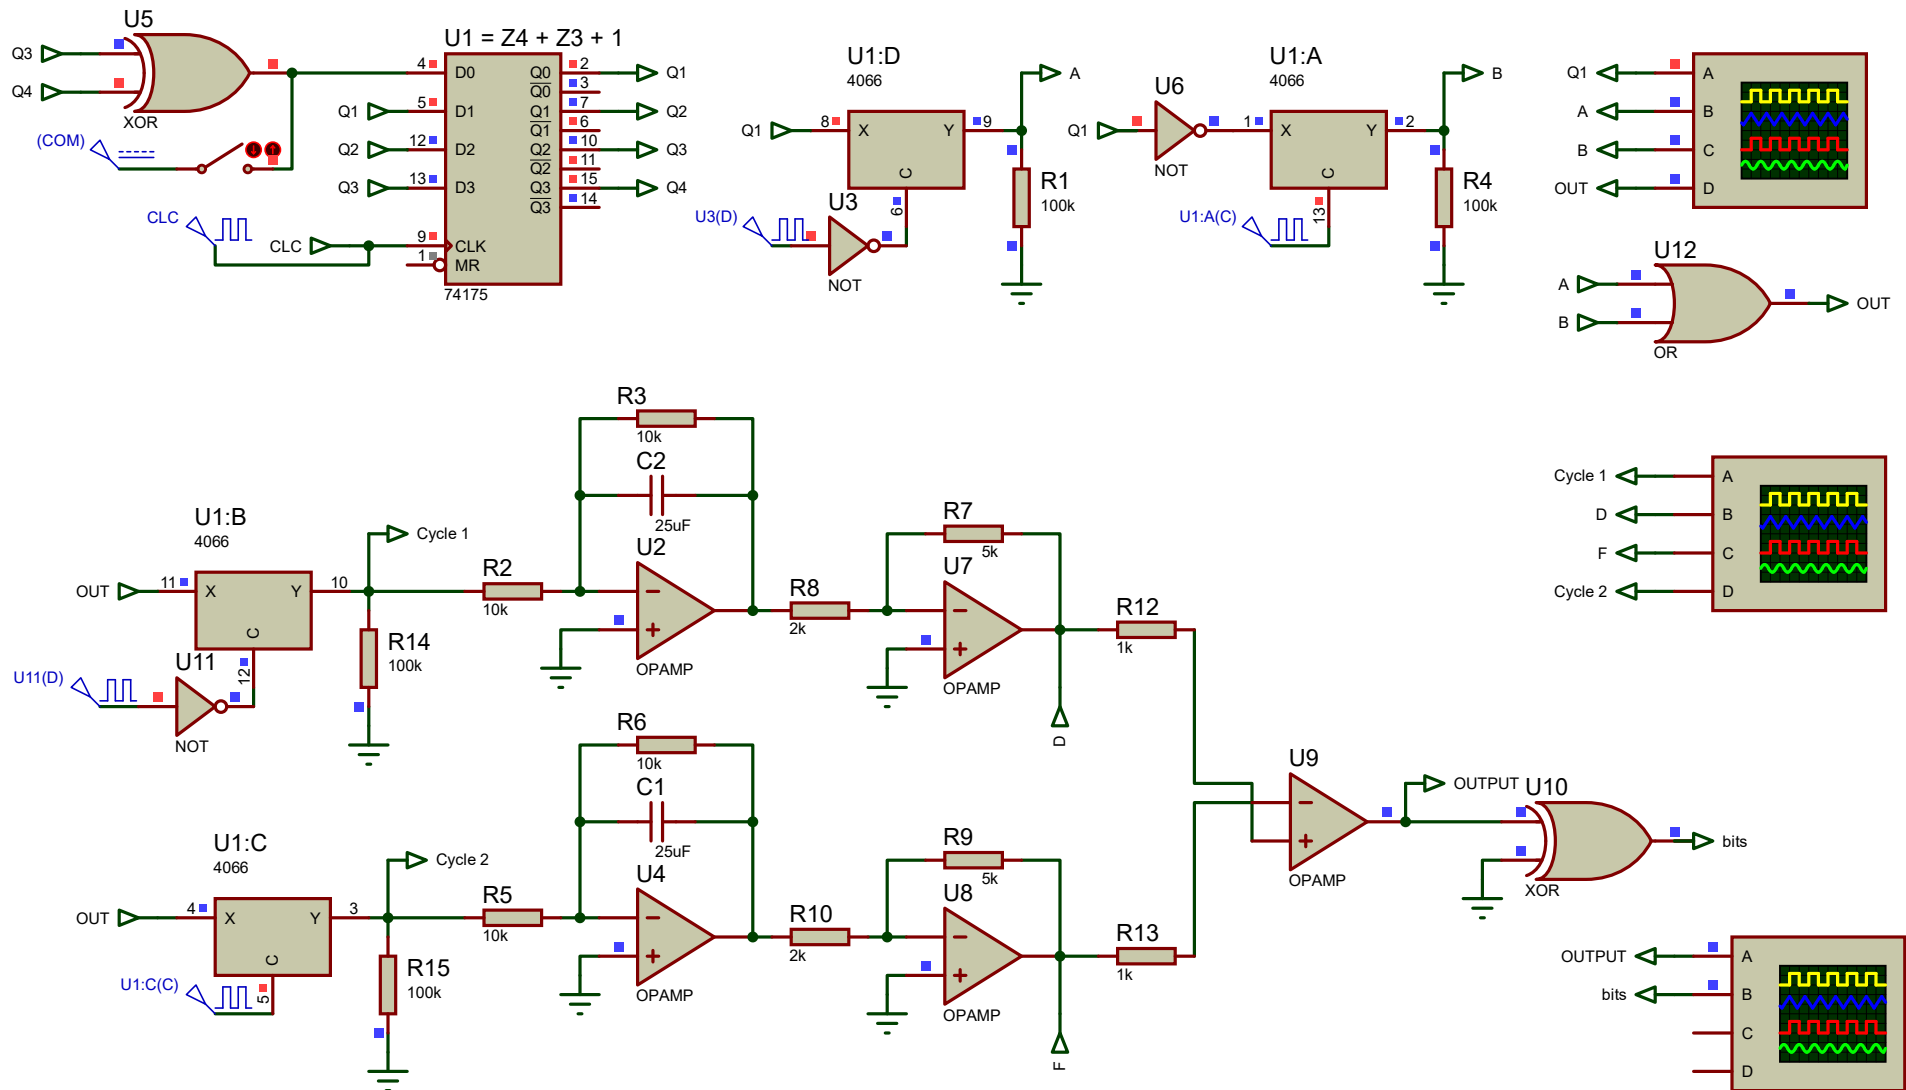 U5
Q3
Q4
XOR
(COM)
CLC
CLC
U1 = Z4 + Z3 + 1
4 D0 Q0 2 Q1
Q0 3
Q1 5 D1 Q1 7 Q2
Q1 6
Q2 12 D2 Q2 10 Q3
Q2 11
Q3 13 D3 Q3 15 Q4
Q3 14
9 CLK
1 MR
74175
U1:D
4066
Q1 8 X Y 9 A
C
6
U3(D)
U3
NOT
R1
100k
U6
Q1
NOT
U1:A
4066
1 X Y 2 B
C
13
U1:A(C)
R4
100k
Q1 A
A B
B C
OUT D
U12
A
B
OUT
OR
U1:B
4066
OUT 11 X Y 10
C
12
Cycle 1
U11(D)
U11
NOT
R14
100k
R2
10k
R3
10k
C2
25uF
U2
OPAMP
R8
2k
R7
5k
U7
OPAMP
D
R12
1k
Cycle 1 A
D B
F C
Cycle 2 D
U1:C
4066
OUT 4 X Y 3
C
5
Cycle 2
U1:C(C)
R15
100k
R5
10k
R6
10k
C1
25uF
U4
OPAMP
R10
2k
R9
5k
U8
OPAMP
F
R13
1k
U9
OPAMP
OUTPUT
U10
XOR
bits
OUTPUT A
bits B
C
D